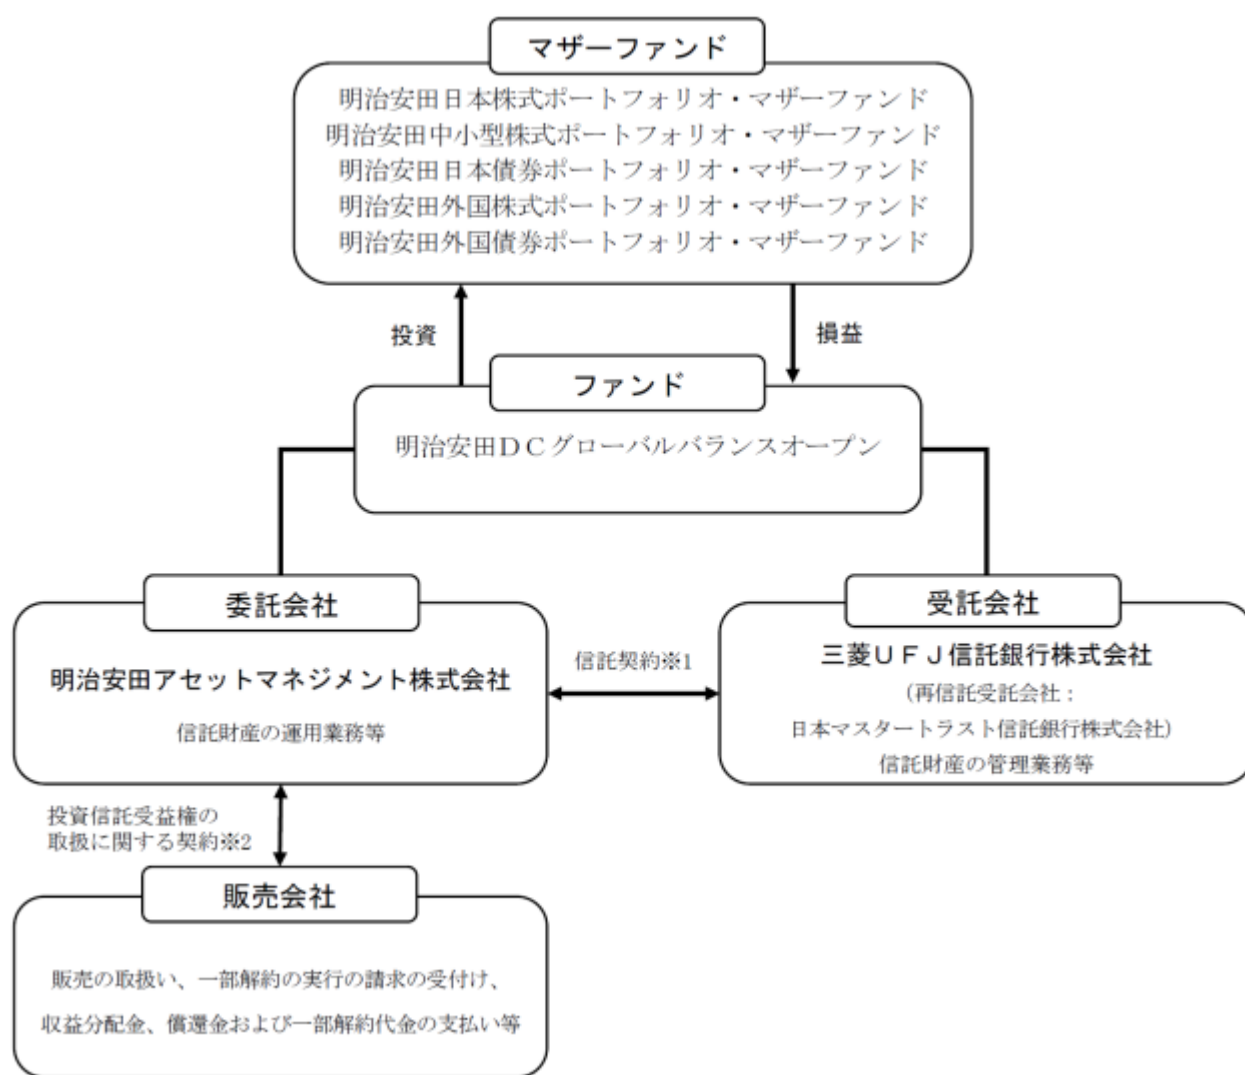 マザーファンド
明治安田日本株式ポートフォリオ・マザーファンド
明治安田中小型株式ポートフォリオ・マザーファンド
明治安田日本債券ポートフォリオ・マザーファンド
明治安田外国株式ポートフォリオ・マザーファンド
明治安田外国債券ポートフォリオ・マザーファンド
投資
損益
ファンド
明治安田ＤＣグローバルバランスオープン
委託会社
明治安田アセットマネジメント株式会社
信託財産の運用業務等
信託契約※1
受託会社
三菱ＵＦＪ信託銀行株式会社
(再信託受託会社：
日本マスタートラスト信託銀行株式会社)
信託財産の管理業務等
投資信託受益権の
取扱に関する契約※2
販売会社
販売の取扱い、一部解約の実行の請求の受付け、
収益分配金、償還金および一部解約代金の支払い等